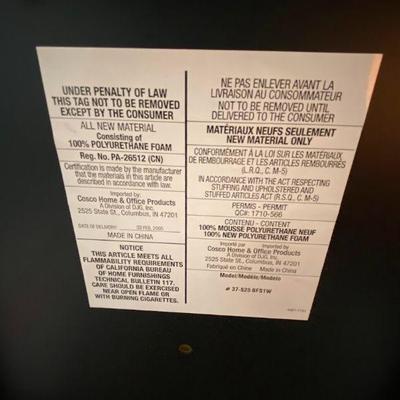 UNDER PENALTY OF LAW
THIS TAG NOT TO BE REMOVED
EXCEPT BY THE CONSUMER
ALL NEW MATERIAL
Consisting of
100% POLYURETHANE FOAM
Reg. No. PA-26512 (CN)
Certification is made by the manufacturer
that the materials in this article are
described in accordance with law.
Imported by
Cosco Home & Office Products
A Division of DJG, Inc.
2525 State St., Columbus, IN 47201
DATE OF DELIVERY 02 FEB, 2005
MADE IN CHINA
NOTICE
THIS ARTICLE MEETS ALL
FLAMMABILITY REQUIREMENTS
OF CALIFORNIA BUREAU
OF HOME FURNISHINGS
TECHNICAL BULLETIN 117.
CARE SHOULD BE EXERCISED
NEAR OPEN FLAME OR
WITH BURNING CIGARETTES.
NE PAS ENLEVER AVANT LA
LIVRAISON AU CONSOMMATEUR
NOT TO BE REMOVED UNTIL
DELIVERED TO THE CONSUMER
MATÉRIAUX NEUFS SEULEMENT
NEW MATERIAL ONLY
CONFORMÉMENT À LA LOI SUR LES MATÉRIAUX
DE REMBOURRAGE ET LES ARTICLES REMBOURRÉS
(L.R.Q., C. M-5)
IN ACCORDANCE WITH THE ACT RESPECTING
STUFFING AND UPHOLSTERED AND
STUFFED ARTICLES ACT (R.S.Q., C. M-5)
PERMIS - PERMIT
QC#: 1710-566
CONTENU - CONTENT
100% MOUSSE POLYURETHANE NEUF
100% NEW POLYURETHANE FOAM
Importé par Imported by
Cosco Home & Office Products
A Division of DJG, Inc.
2525 State St., Columbus, IN 47201
Fabriqué en Chine Made in China
Model/Modèle/Modelo
# 37-525 BFS1W